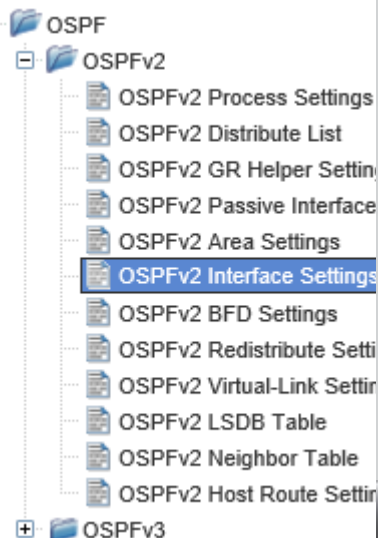 OSPF
OSPFv2
OSPFv2 Process Settings
OSPFv2 Distribute List
OSPFv2 GR Helper Settin
OSPFv2 Passive Interface
OSPFv2 Area Settings
OSPFv2 Interface Settings
OSPFv2 BFD Settings
OSPFv2 Redistribute Setti
OSPFv2 Virtual-Link Settin
OSPFv2 LSDB Table
OSPFv2 Neighbor Table
OSPFv2 Host Route Settin
OSPFv3